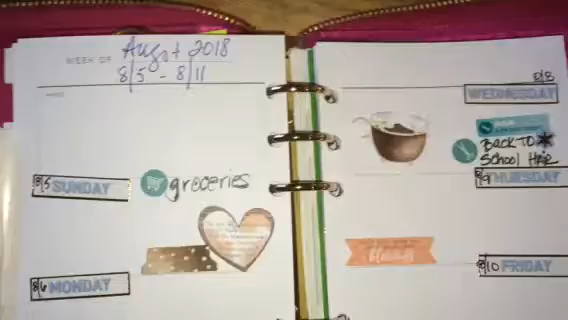 WEEK OF August 2018
8/5 - 8/11
8/5 SUNDAY
groceries
8/6 MONDAY
8/8
WEDNESDAY
BACK TO
School Hair
8/9 THURSDAY
8/10 FRIDAY